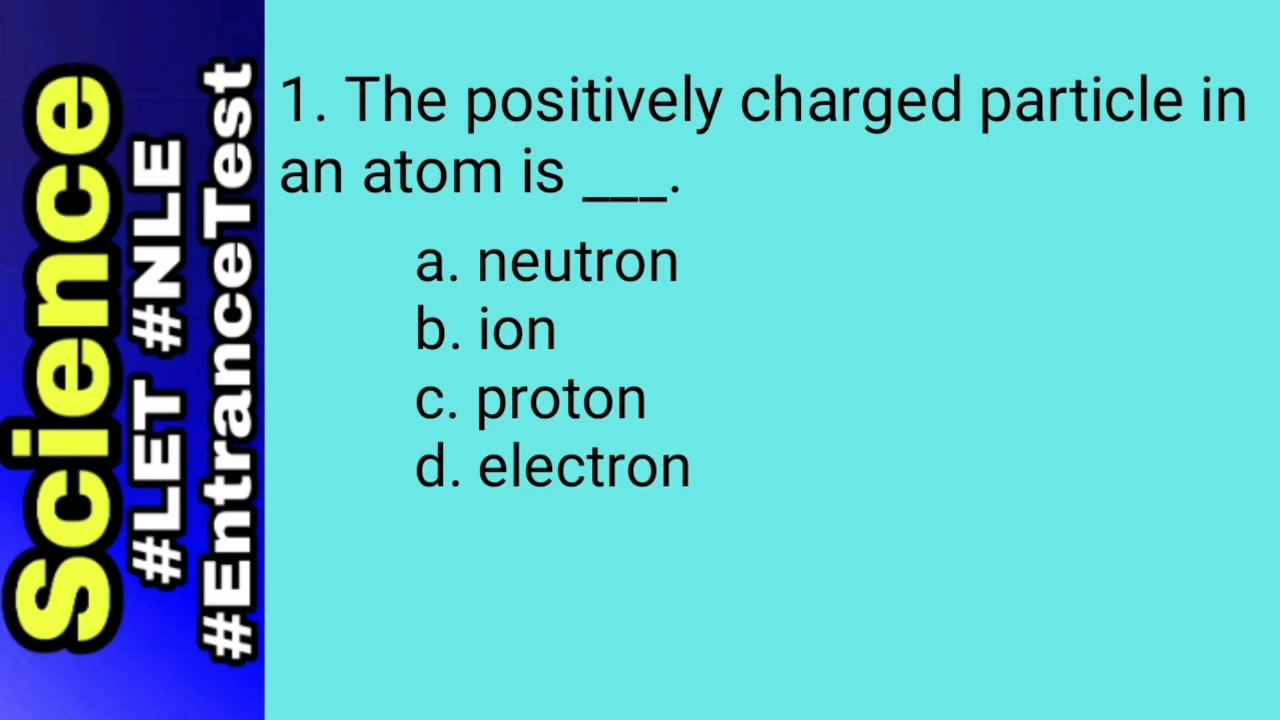 Science
#LET #NLE
#EntranceTest
1. The positively charged particle in
an atom is ___.
a. neutron
b. ion
c. proton
d. electron